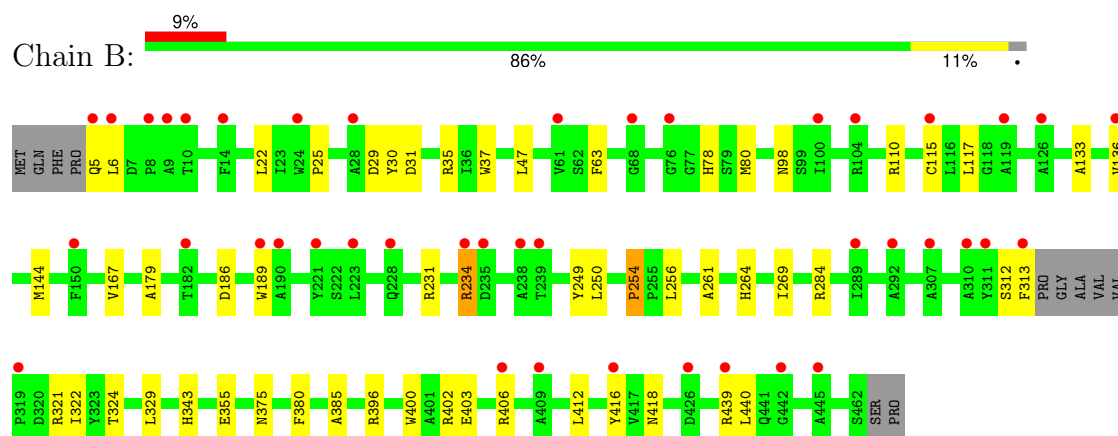 9%
Chain B:
86% 11% •
MET GLN PHE PRO Q5 L6 D7 P8 A9 T10 F14 L22 I23 W24 P25 A28 D29 Y30 D31 R35 I36 W37 L47 V61 S62 F63 G68 G76 G77 H78 S79 M80 N98 S99 I100 R104 R110 C115 L116 L117 G118 A119 A126 A133 V136
M144 F150 V167 A179 T182 D186 W189 A190 Y221 S222 L223 Q228 R231 R234 D235 A238 T239 Y249 L250 P254 P255 L256 A261 H264 I269 R284 I289 A292 A307 A310 Y311 S312 F313 PRO GLY ALA VAL VAL
P319 D320 R321 I322 Y323 T324 L329 H343 E355 N375 F380 A385 R396 W400 A401 R402 E403 R406 A409 L412 Y416 V417 N418 D426 R439 L440 Q441 G442 A445 S462 SER PRO